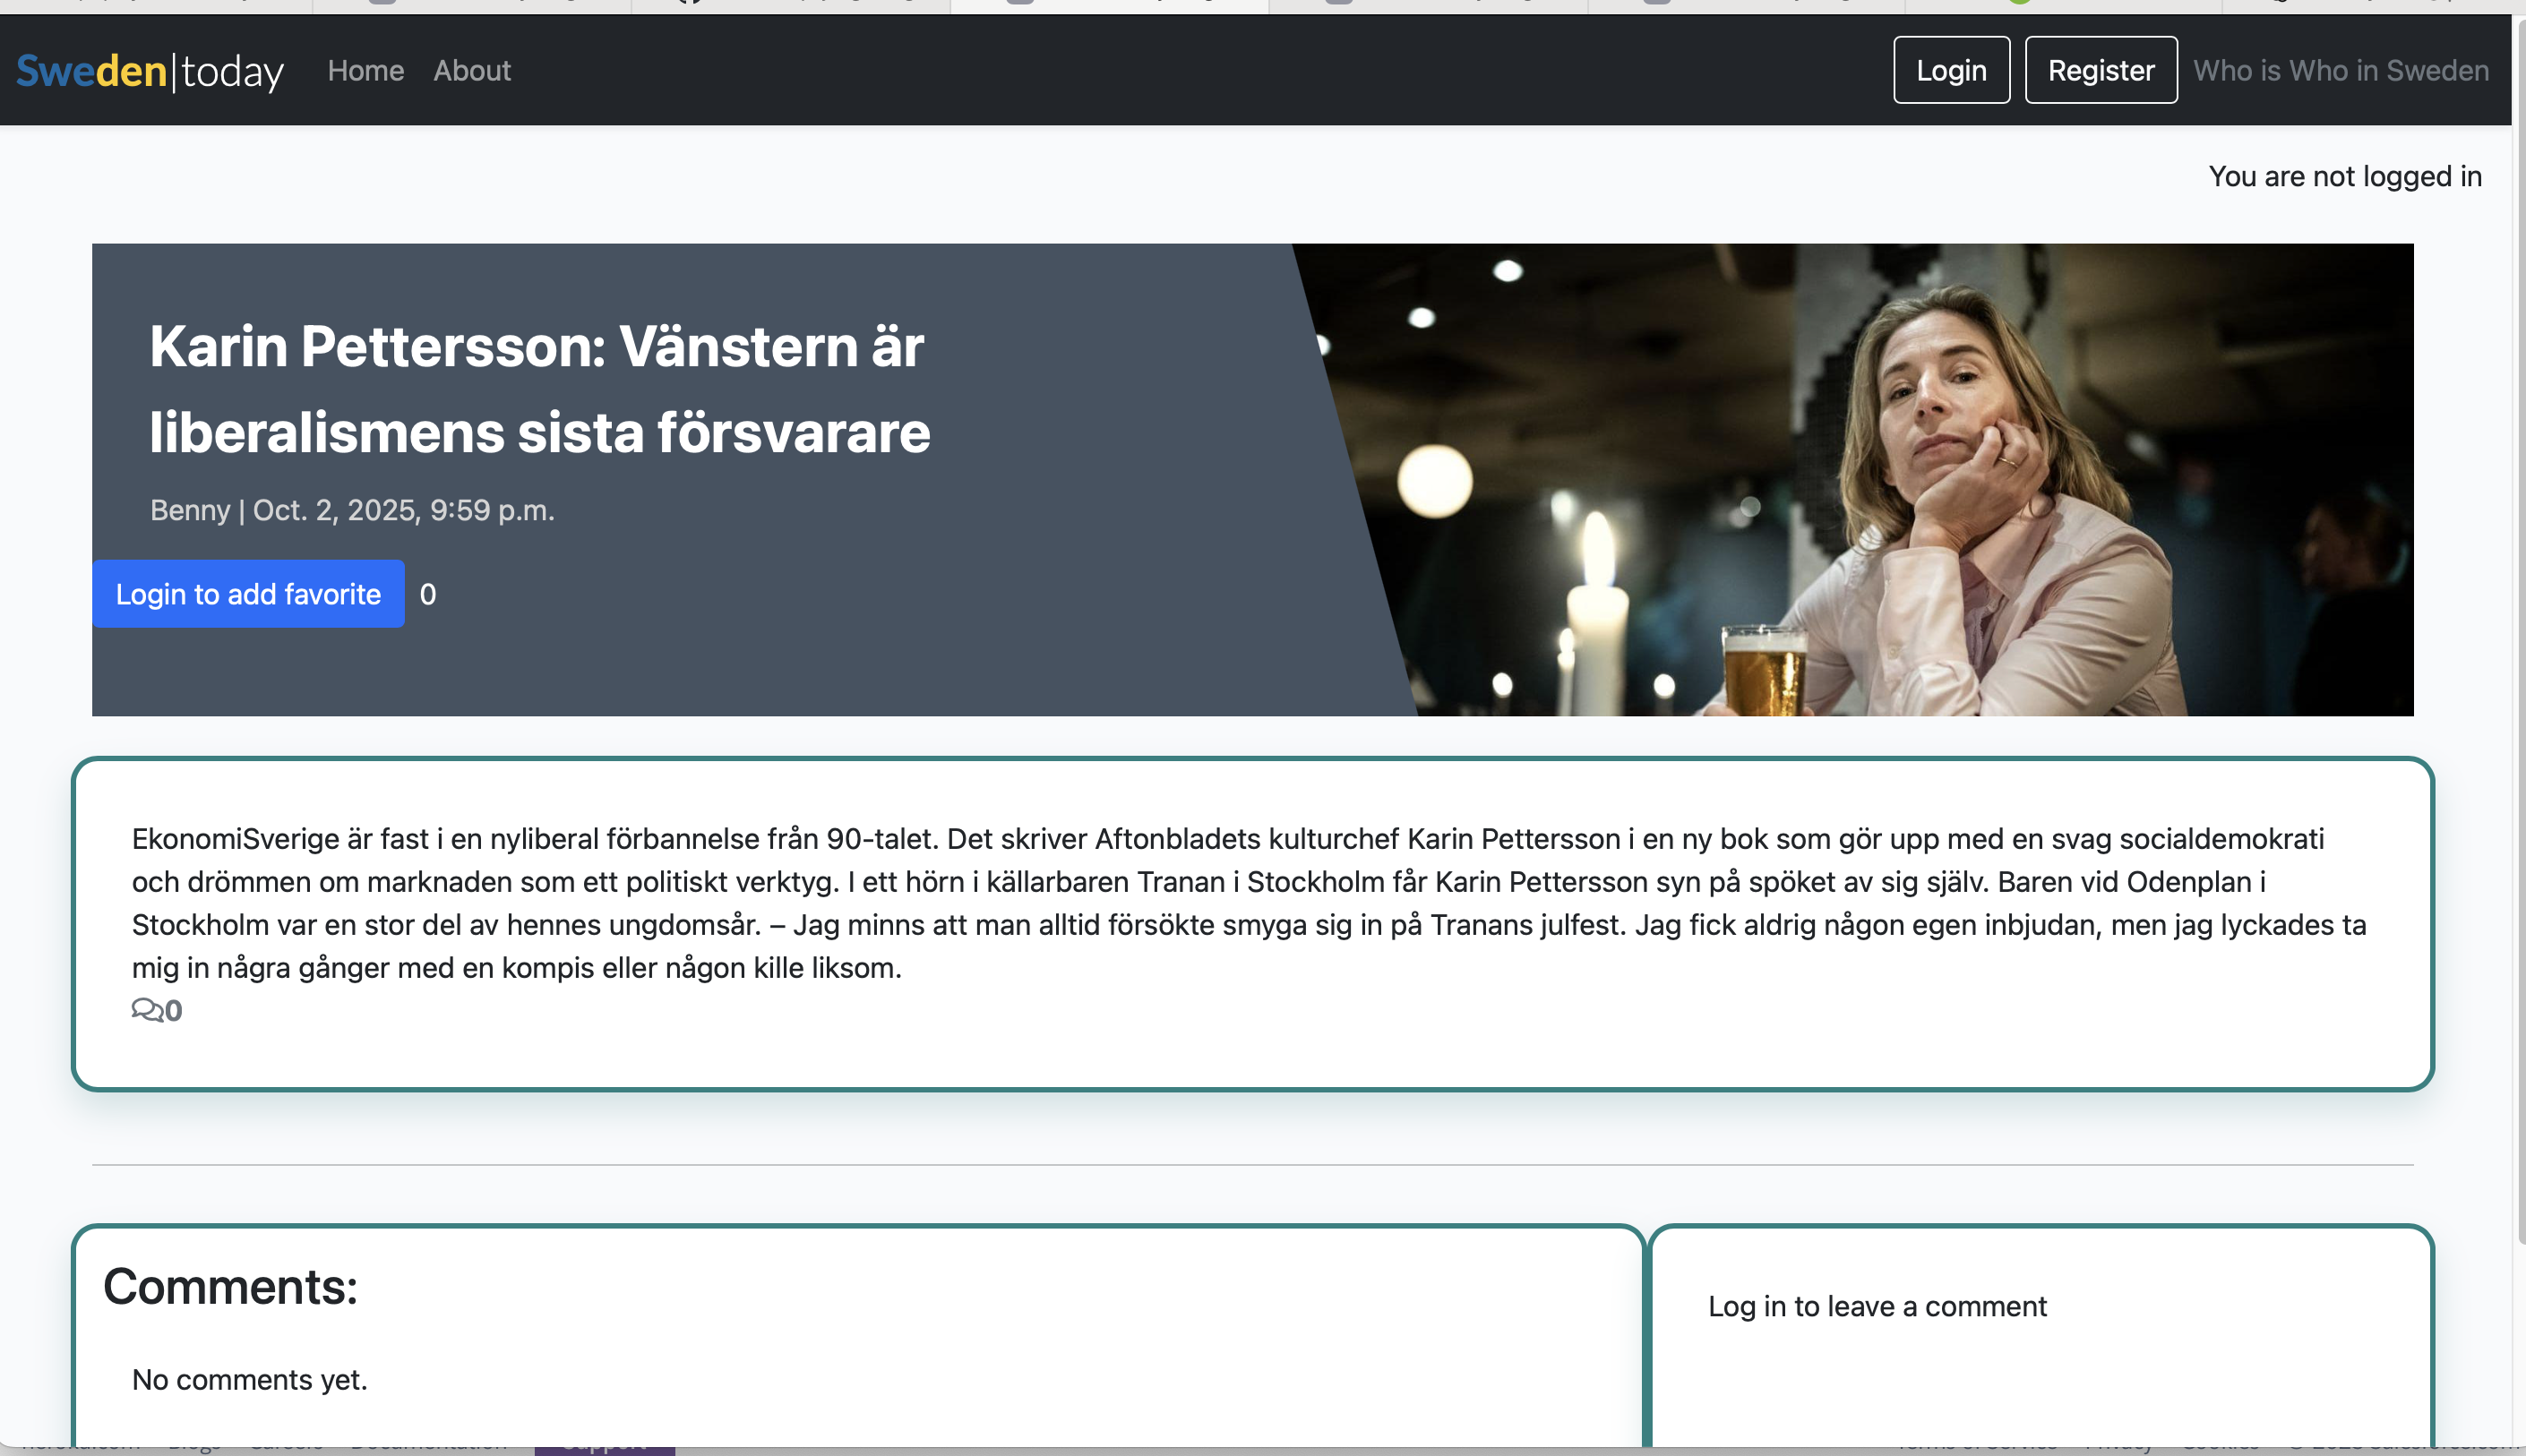 Sweden|today Home About Login Register Who is Who in Sweden
You are not logged in
Karin Pettersson: Vänstern är
liberalismens sista försvarare
Benny | Oct. 2, 2025, 9:59 p.m.
Login to add favorite 0
EkonomiSverige är fast i en nyliberal förbannelse från 90-talet. Det skriver Aftonbladets kulturchef Karin Pettersson i en ny bok som gör upp med en svag socialdemokrati
och drömmen om marknaden som ett politiskt verktyg. I ett hörn i källarbaren Tranan i Stockholm får Karin Pettersson syn på spöket av sig själv. Baren vid Odenplan i
Stockholm var en stor del av hennes ungdomsår. – Jag minns att man alltid försökte smyga sig in på Tranans julfest. Jag fick aldrig någon egen inbjudan, men jag lyckades ta
mig in några gånger med en kompis eller någon kille liksom.
0
Comments:
Log in to leave a comment
No comments yet.